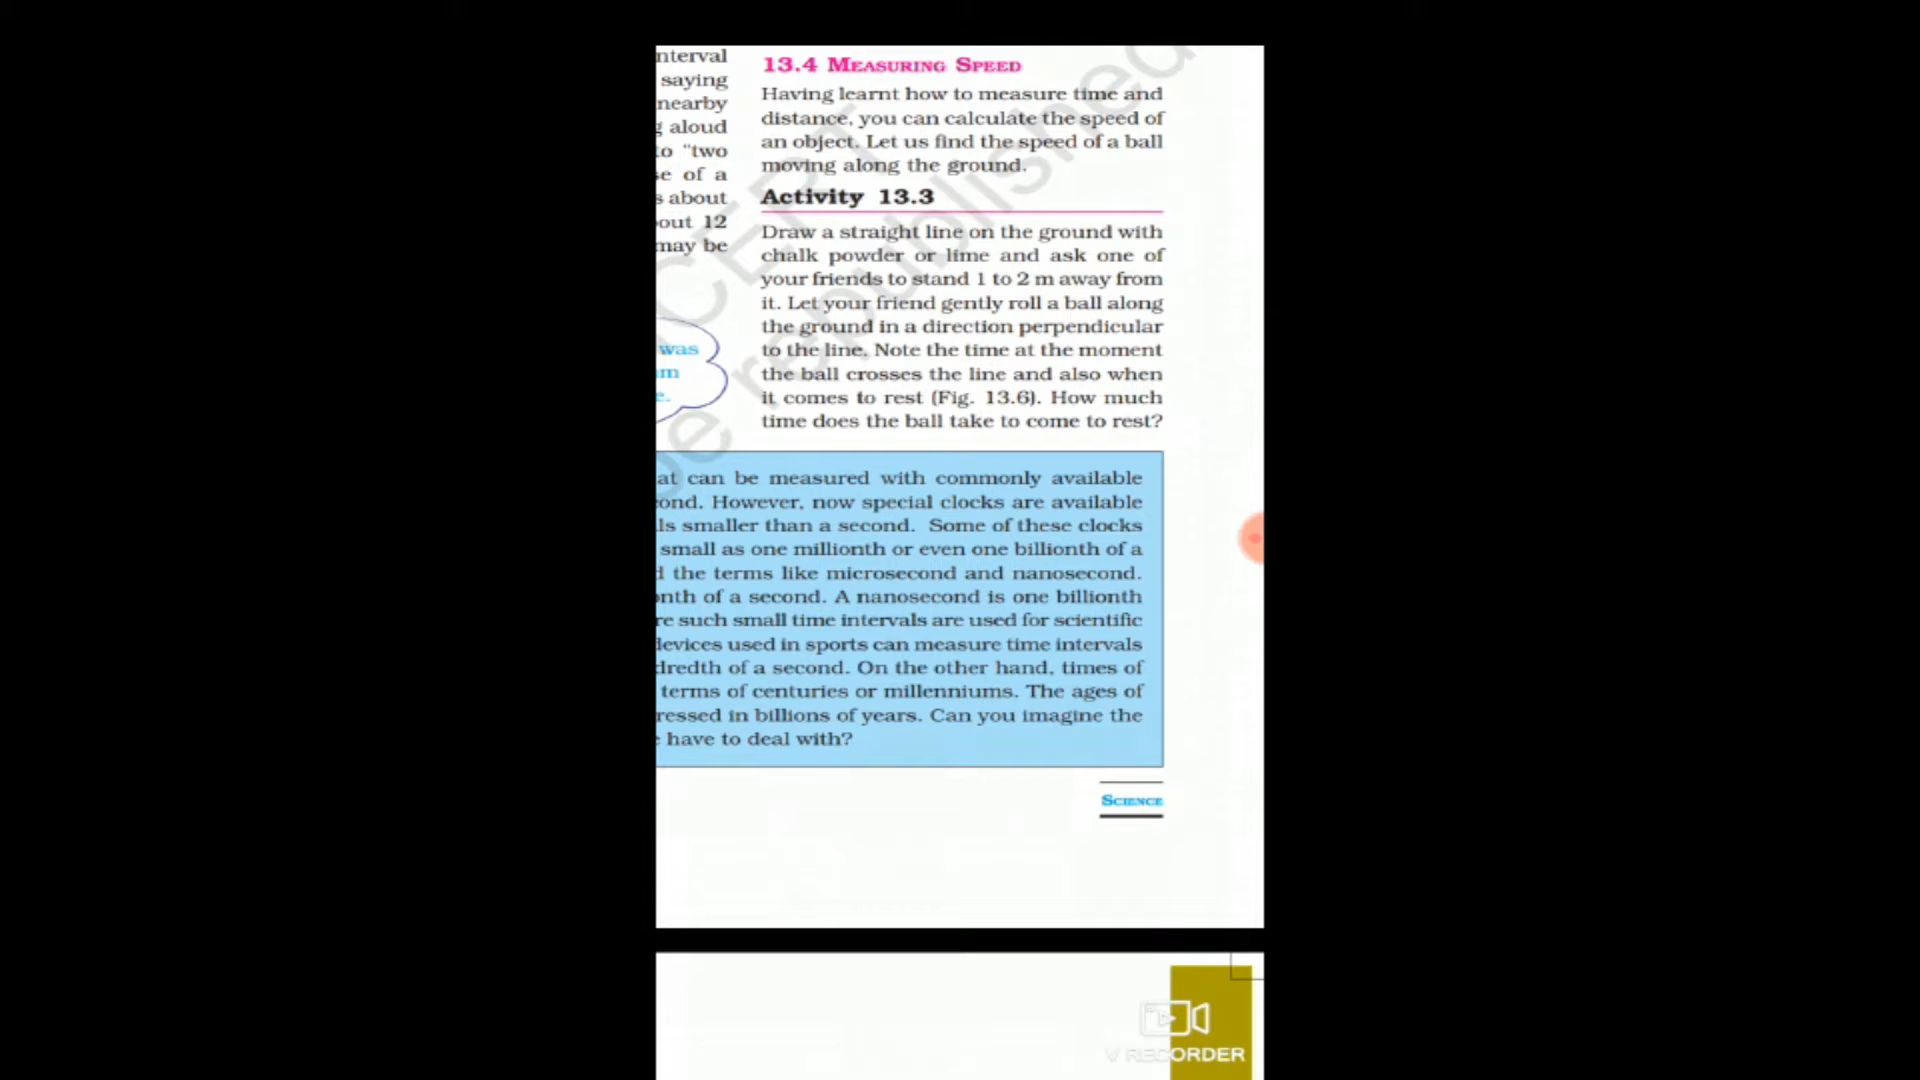 nterval
saying
nearby
aloud
to "two
se of a
s about
out 12
may be
was
m
e.
13.4 MEASURING SPEED
Having learnt how to measure time and
distance, you can calculate the speed of
an object. Let us find the speed of a ball
moving along the ground.
Activity 13.3
Draw a straight line on the ground with
chalk powder or lime and ask one of
your friends to stand 1 to 2 m away from
it. Let your friend gently roll a ball along
the ground in a direction perpendicular
to the line. Note the time at the moment
the ball crosses the line and also when
it comes to rest (Fig. 13.6). How much
time does the ball take to come to rest?
at can be measured with commonly available
ond. However, now special clocks are available
ls smaller than a second. Some of these clocks
small as one millionth or even one billionth of a
d the terms like microsecond and nanosecond.
onth of a second. A nanosecond is one billionth
re such small time intervals are used for scientific
devices used in sports can measure time intervals
dredth of a second. On the other hand, times of
terms of centuries or millenniums. The ages of
ressed in billions of years. Can you imagine the
e have to deal with?
SCIENCE
CERT
be republished
V RECORDER